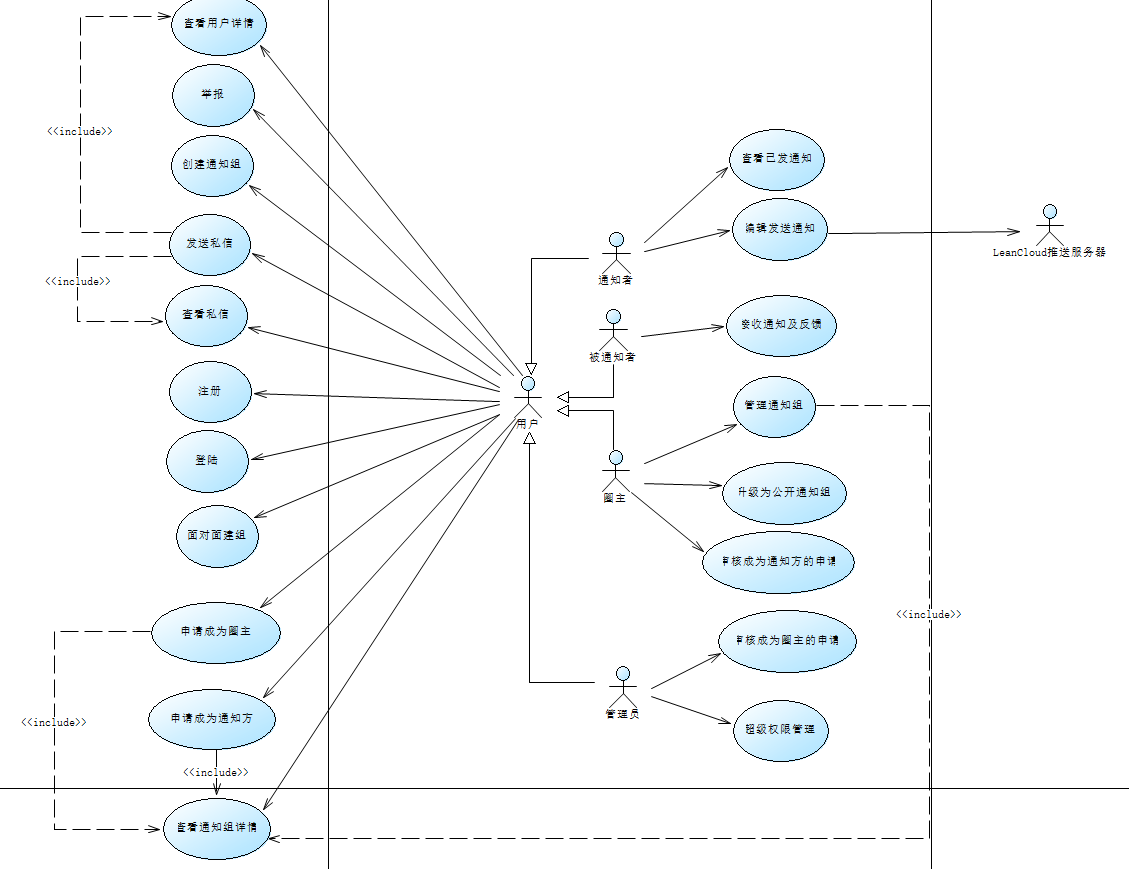 查看用户详情
举报
<<include>>
创建通知组
发送私信
<<include>>
查看私信
注册
登陆
面对面建组
申请成为圈主
<<include>>
申请成为通知方
<<include>>
查看通知组详情
用户
通知者
被通知者
圈主
管理员
查看已发通知
编辑发送通知
接收通知及反馈
管理通知组
升级为公开通知组
审核成为通知方的申请
<<include>>
审核成为圈主的申请
超级权限管理
LeanCloud推送服务器